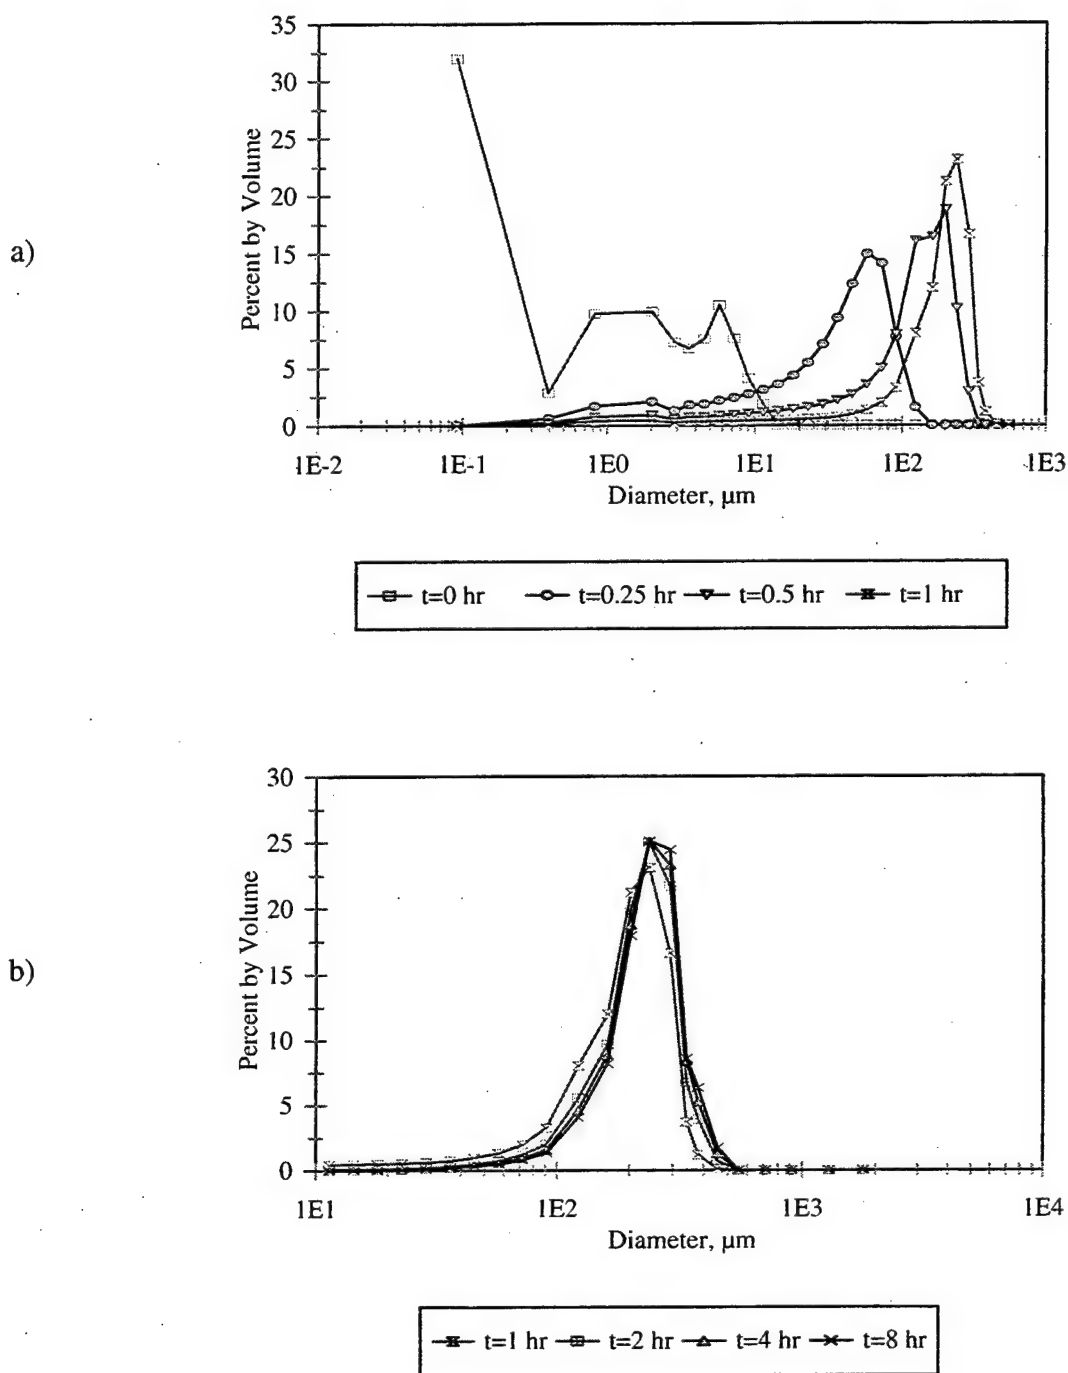 a)
Percent by Volume
35
30
25
20
15
10
5
0
1E-2 1E-1 1E0 1E1 1E2 1E3
Diameter, µm
t=0 hr t=0.25 hr t=0.5 hr t=1 hr
b)
Percent by Volume
30
25
20
15
10
5
0
1E1 1E2 1E3 1E4
Diameter, µm
t=1 hr t=2 hr t=4 hr t=8 hr